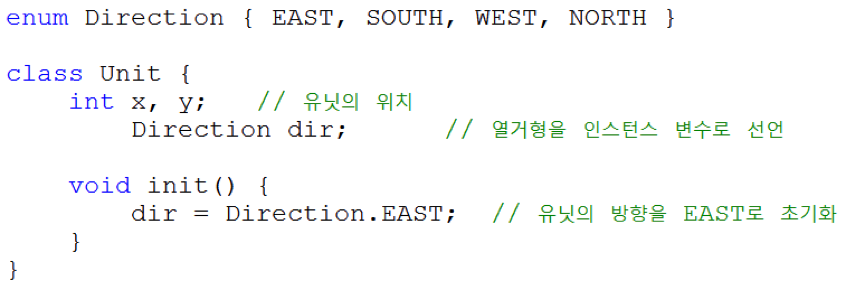 enum Direction { EAST, SOUTH, WEST, NORTH }
class Unit {
int x, y; // 유닛의 위치
Direction dir; // 열거형을 인스턴스 변수로 선언
void init() {
dir = Direction.EAST; // 유닛의 방향을 EAST로 초기화
}
}